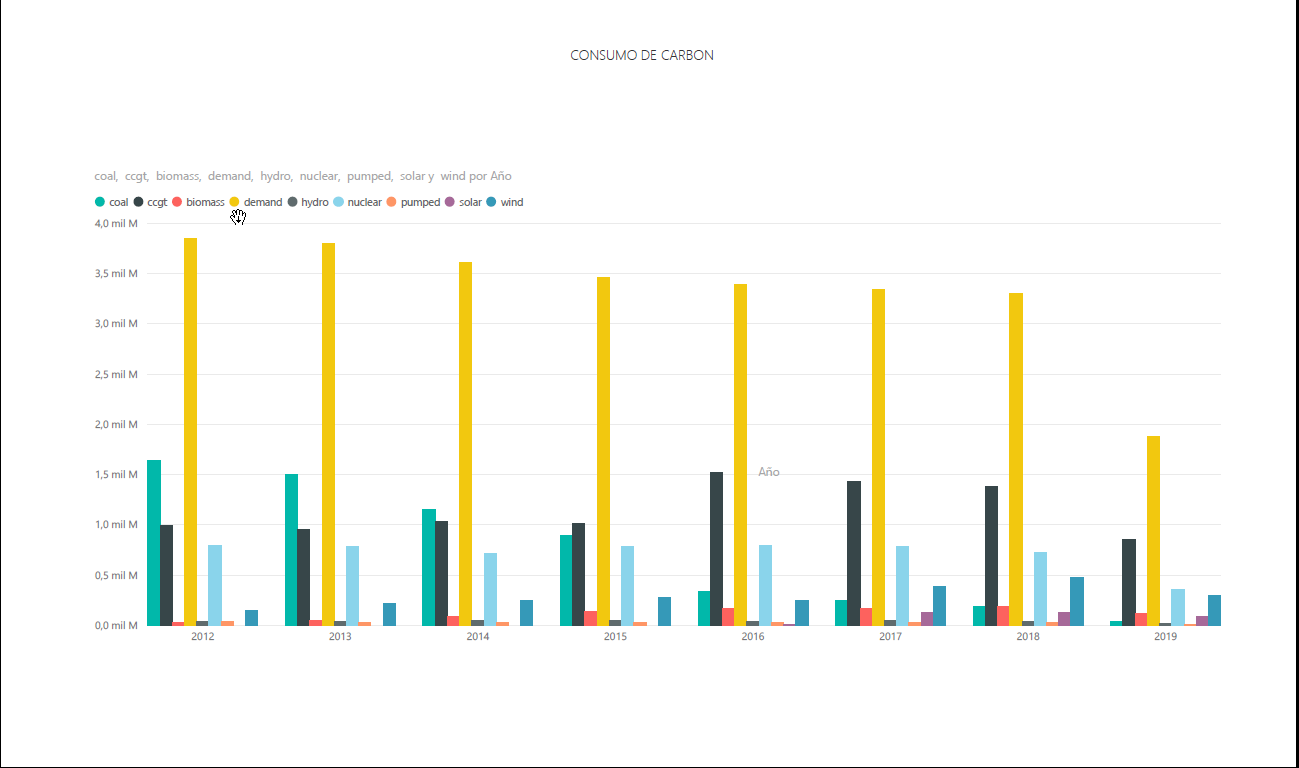 CONSUMO DE CARBON
coal, ccgt, biomass, demand, hydro, nuclear, pumped, solar y wind por Año
coal ccgt biomass demand hydro nuclear pumped solar wind
4,0 mil M
3,5 mil M
3,0 mil M
2,5 mil M
2,0 mil M
1,5 mil M
Año
1,0 mil M
0,5 mil M
0,0 mil M
2012 2013 2014 2015 2016 2017 2018 2019